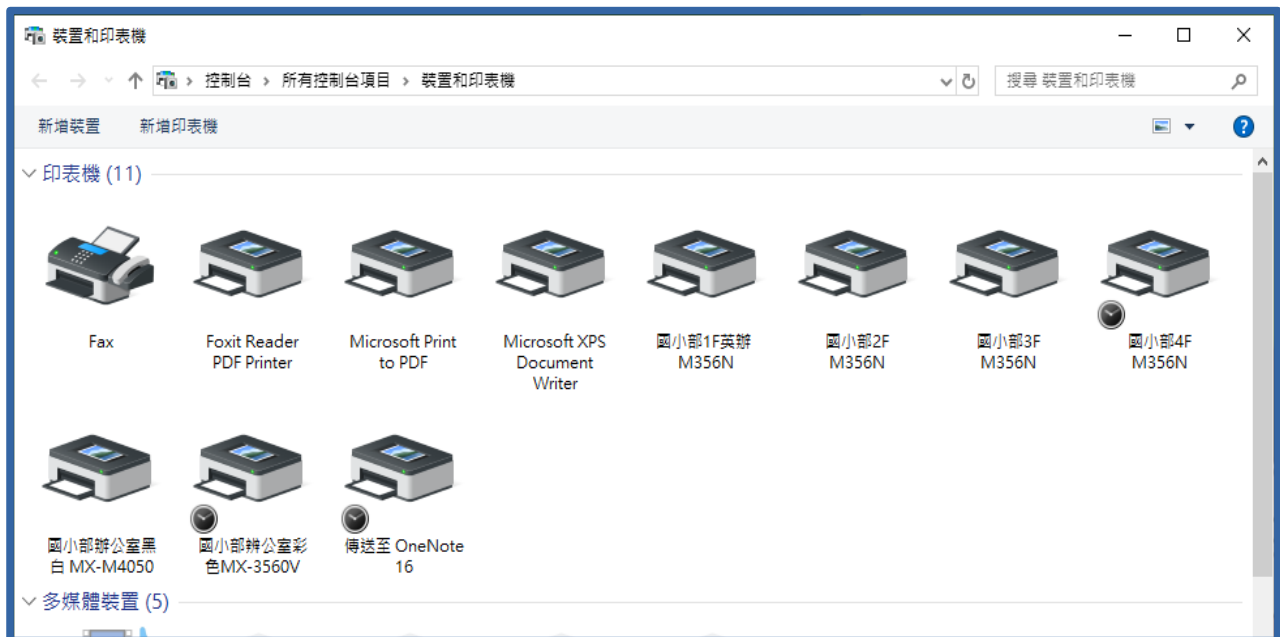 裝置和印表機
控制台 › 所有控制台項目 › 裝置和印表機
搜尋 裝置和印表機
新增裝置 新增印表機
印表機 (11)
Fax
Foxit Reader
PDF Printer
Microsoft Print
to PDF
Microsoft XPS
Document
Writer
國小部1F英辦
M356N
國小部2F
M356N
國小部3F
M356N
國小部4F
M356N
國小部辦公室黑
白 MX-M4050
國小部辨公室彩
色MX-3560V
傳送至 OneNote
16
多媒體裝置 (5)